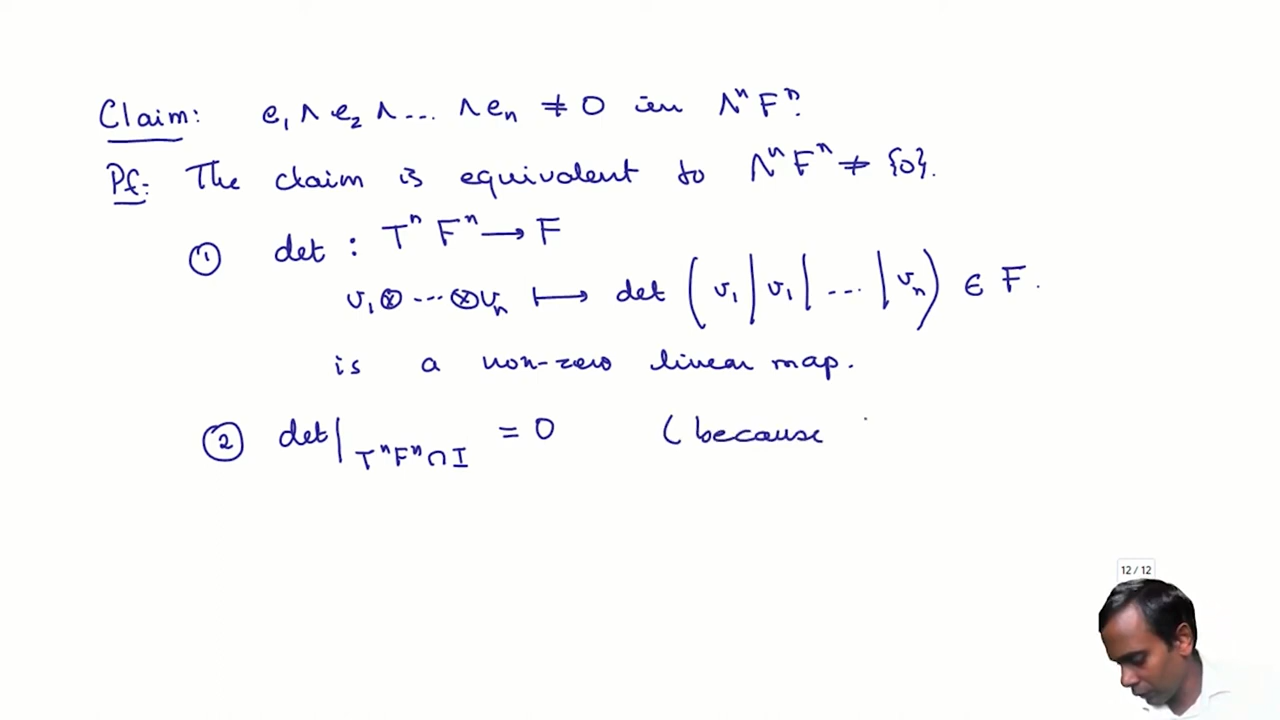 Claim: e₁ ∧ e₂ ∧ ... ∧ eₙ ≠ 0 in ΛⁿFⁿ.
Pf: The claim is equivalent to ΛⁿFⁿ ≠ {0}.
① det : TⁿFⁿ → F
v₁⊗...⊗vₙ ↦ det (v₁|v₁|...|vₙ) ∈ F.
is a non-zero linear map.
② det|_{TⁿFⁿ∩I} = 0 (because
12 / 12